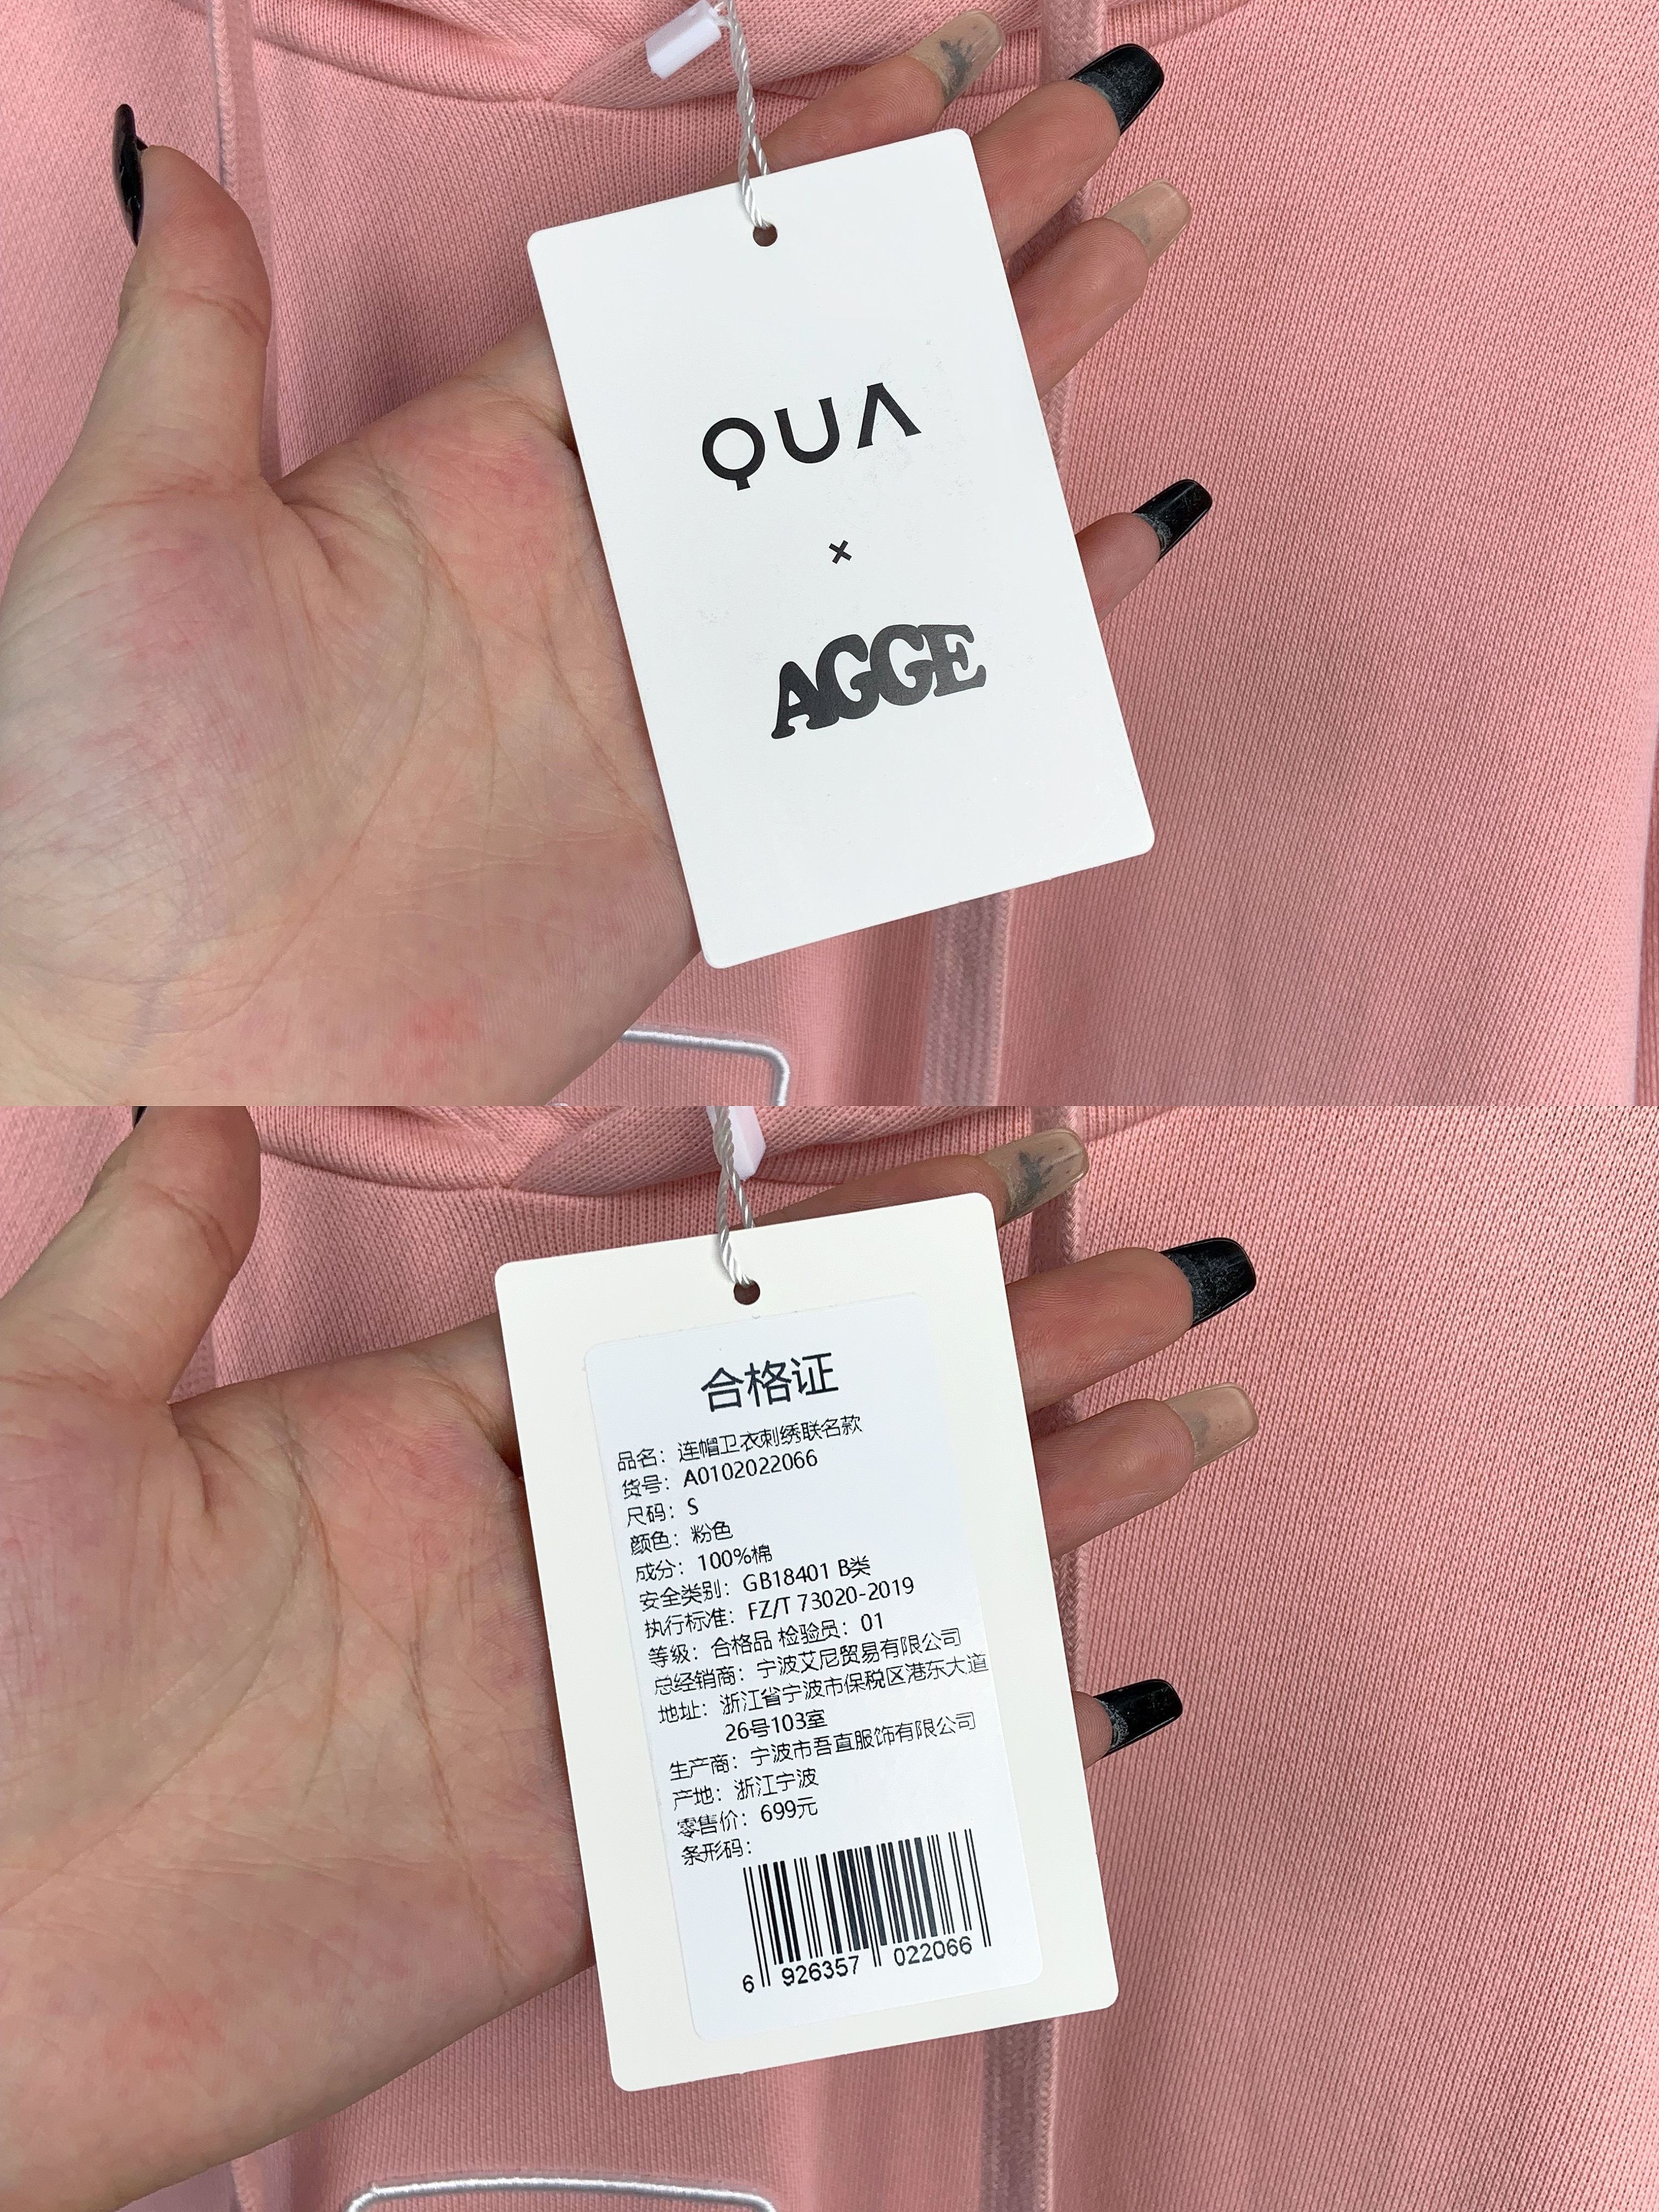 QUA
×
AGGE
合格证
品名：连帽卫衣刺绣联名款
货号：A0102022066
尺码：S
颜色：粉色
成分：100%棉
安全类别：GB18401 B类
执行标准：FZ/T 73020-2019
等级：合格品 检验员：01
总经销商：宁波艾尼贸易有限公司
地址：浙江省宁波市保税区港东大道
26号103室
生产商：宁波市吾直服饰有限公司
产地：浙江宁波
零售价：699元
条形码：
6 926357 022066